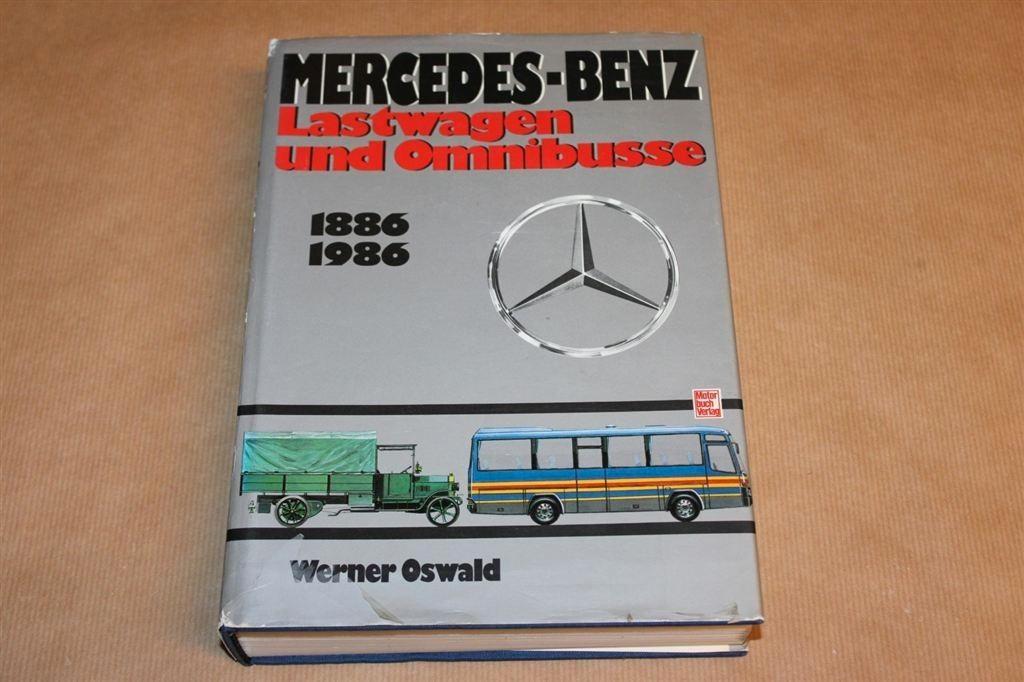 MERCEDES-BENZ
Lastwagen
und Omnibusse
1886
1986
Motor
buch
Verlag
Werner Oswald